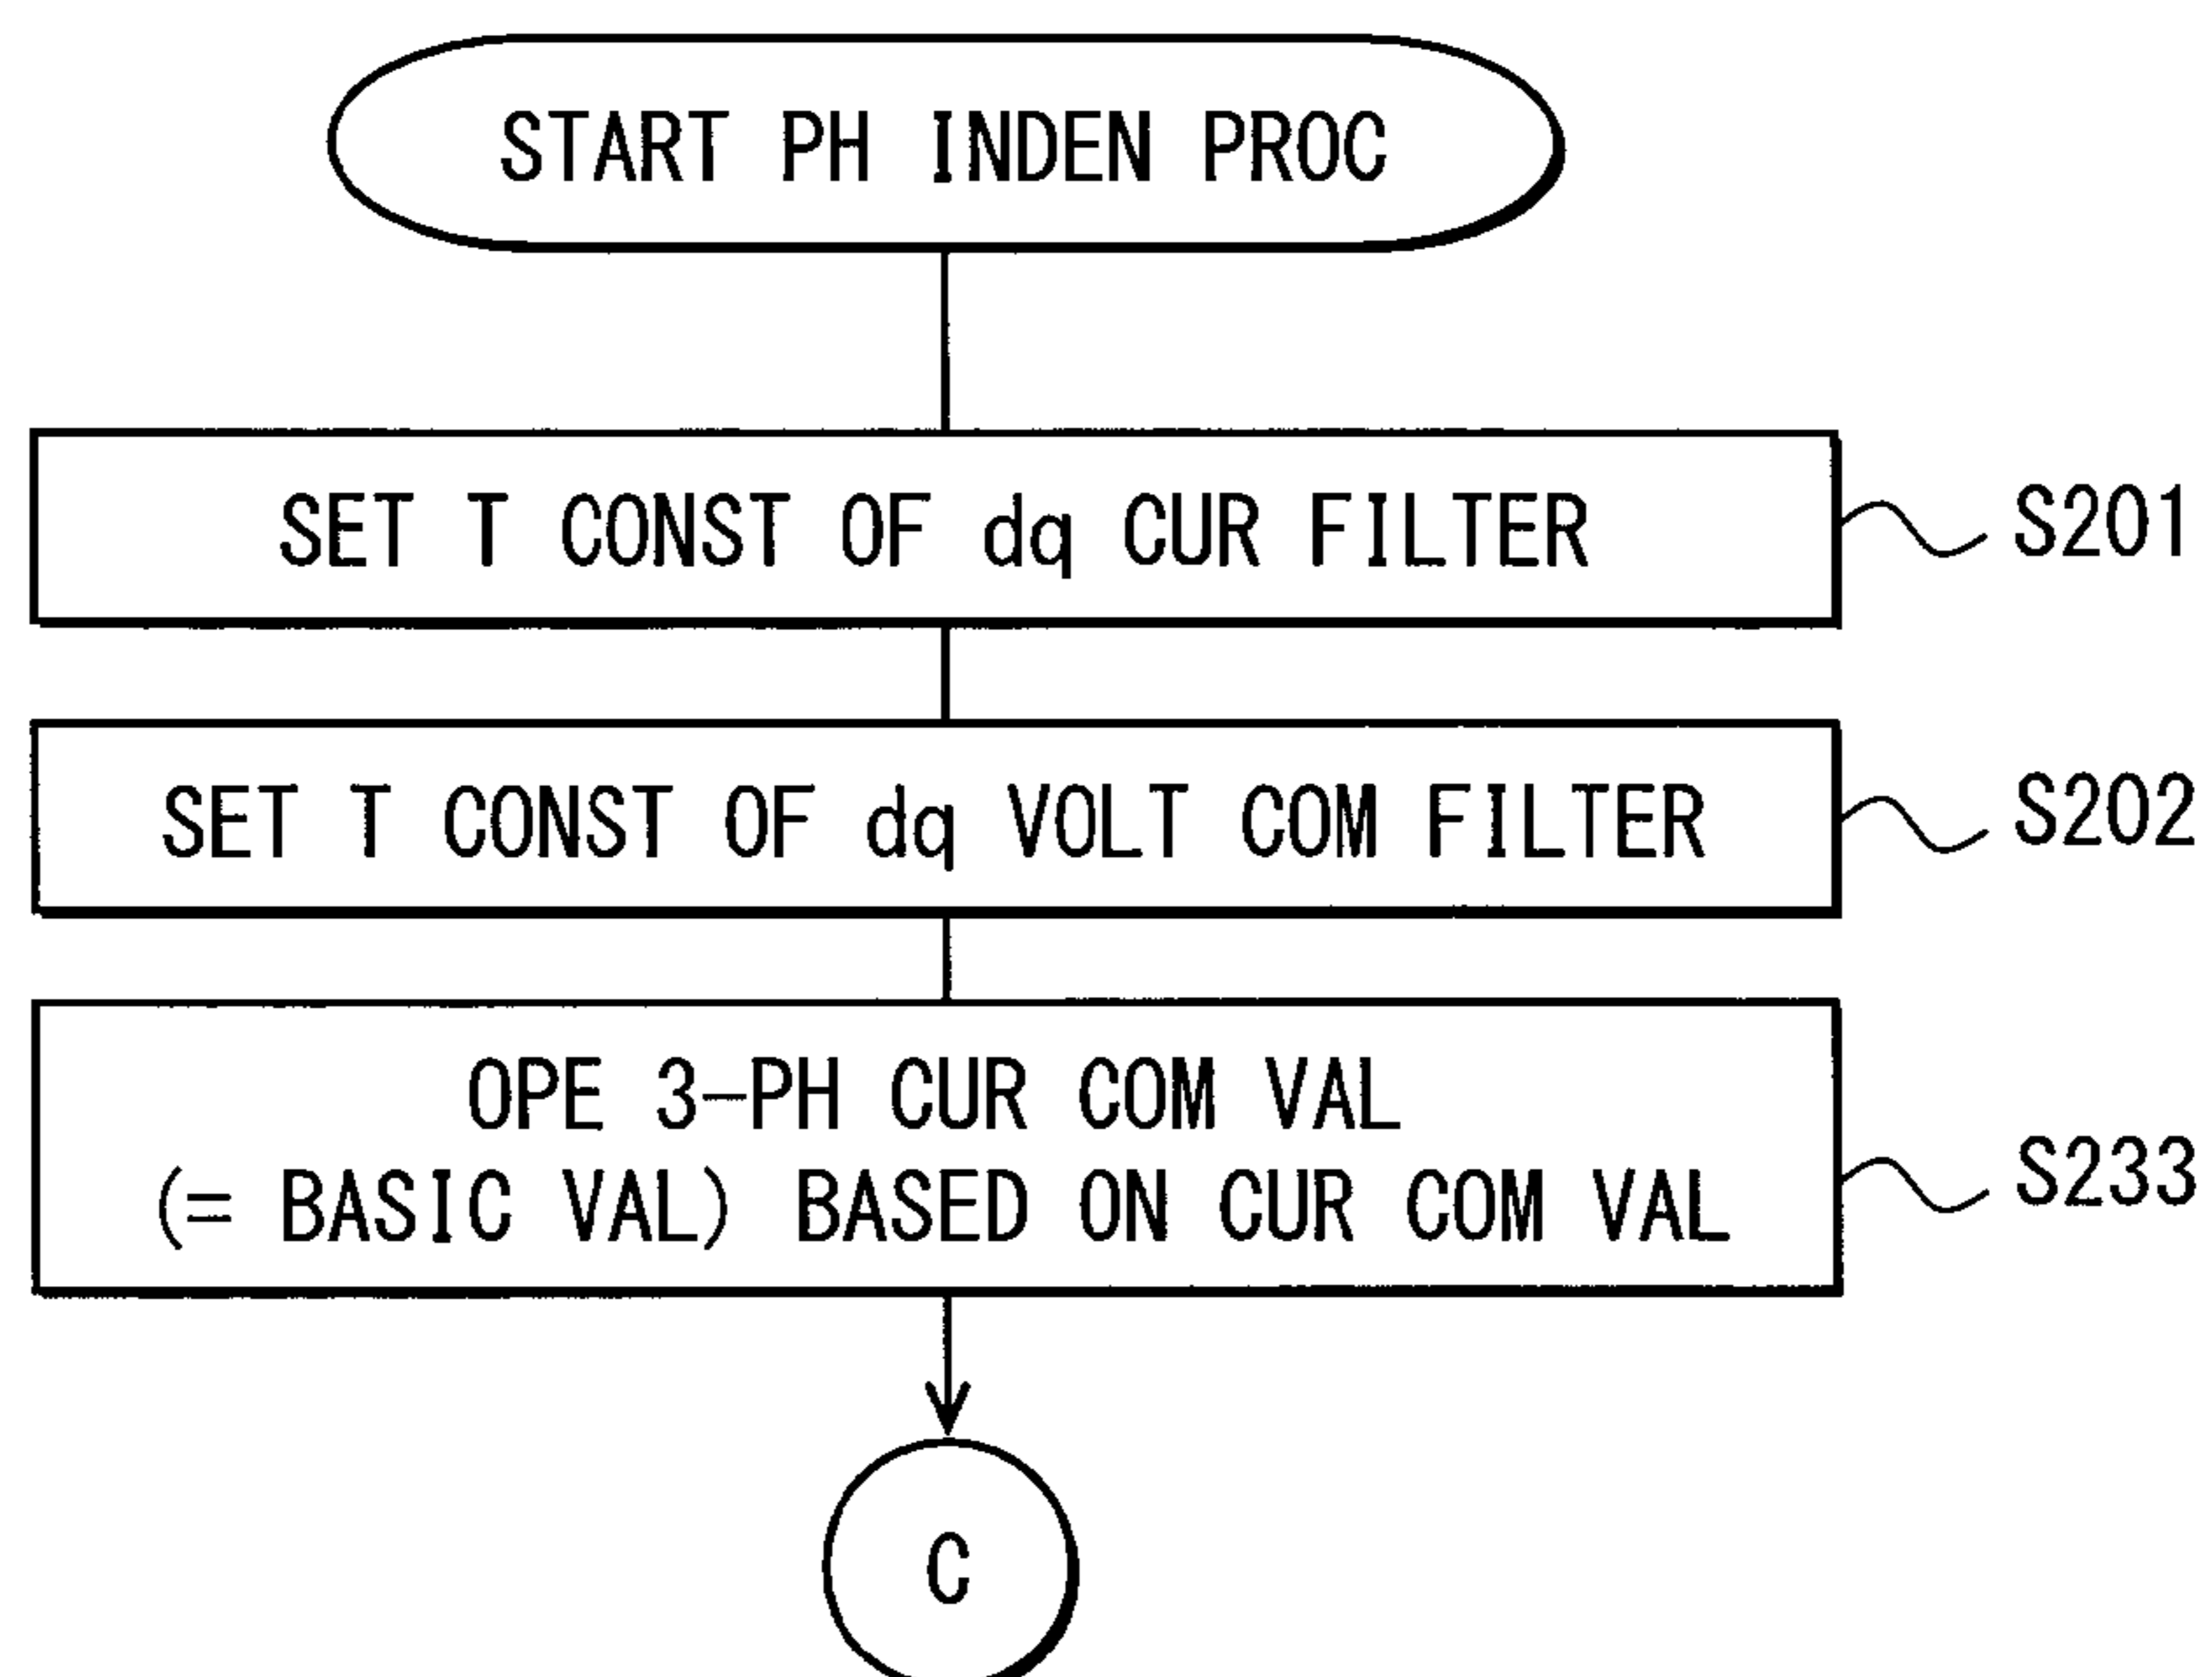 START PH INDEN PROC
SET T CONST OF dq CUR FILTER
S201
SET T CONST OF dq VOLT COM FILTER
S202
OPE 3-PH CUR COM VAL
(= BASIC VAL) BASED ON CUR COM VAL
S233
C